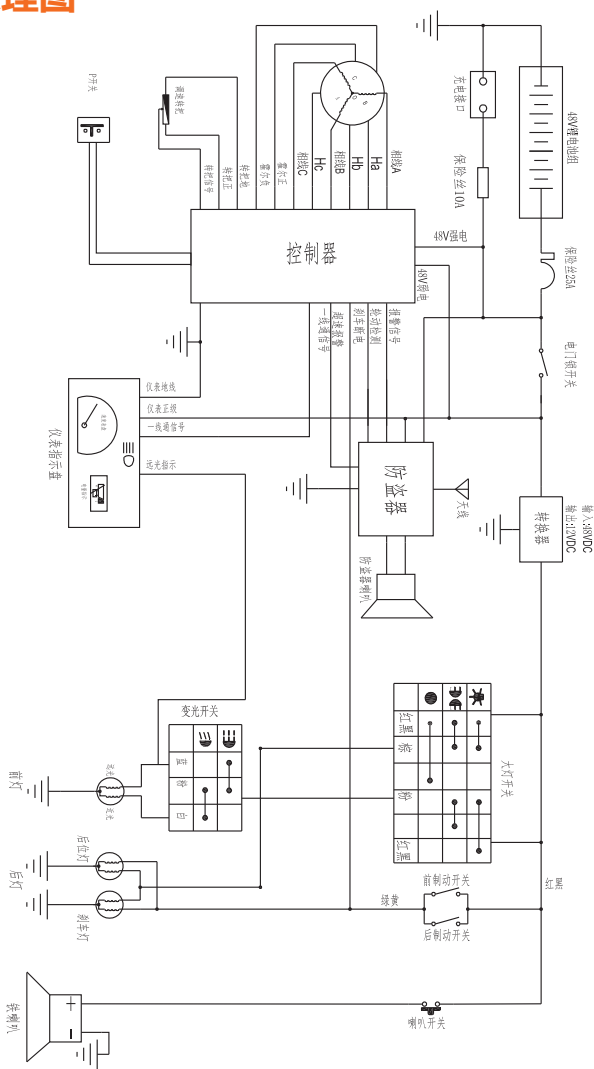 理图
充电接口
48V锂电池组
P开关
调速转把
保险丝10A
转把信号
转把正
转把地
霍尔负
霍尔正
相线C
Hc
相线B
Hb
Ha
相线A
C
B
控制器
48V强电
48V弱电
保险丝25A
一线通信号
超速报警
刹车断电
轮动检测
报警信号
电门锁开关
仪表地线
仪表正级
一线通信号
远光指示
仪表指示盘
防盗器
天线
防盗器喇叭
转换器
输入:48VDC
输出:12VDC
变光开关
蓝
粉
白
大灯开关
红黑
棕
粉
红黑
前灯
远光
近光
后位灯
后灯
刹车灯
绿黄
前制动开关
后制动开关
红黑
喇叭开关
铁喇叭
+
-